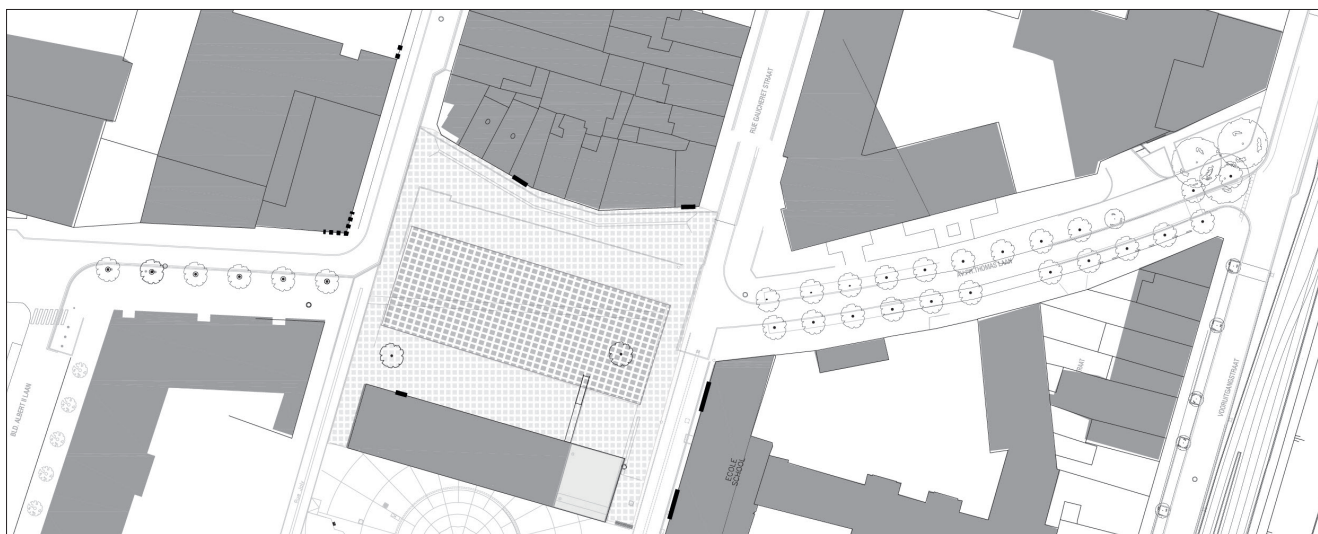 RUE GAUCHERET STRAAT
BLD. ALBERT II LAAN
ECOLE
SCHOOL
VOORUITGANGSTRAAT